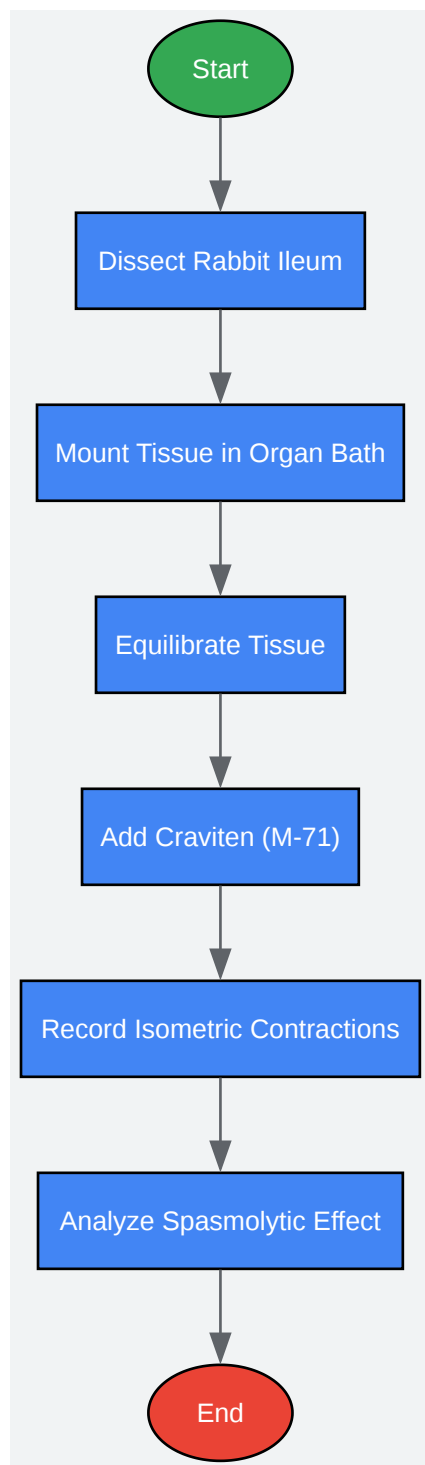 Start
Dissect Rabbit Ileum
Mount Tissue in Organ Bath
Equilibrate Tissue
Add Craviten (M-71)
Record Isometric Contractions
Analyze Spasmolytic Effect
End